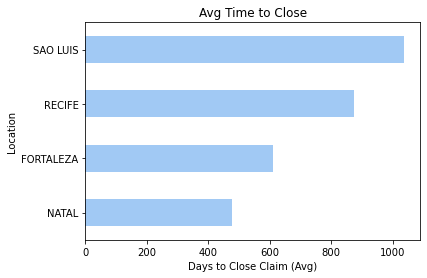 Avg Time to Close
Location
SAO LUIS
RECIFE
FORTALEZA
NATAL
0 200 400 600 800 1000
Days to Close Claim (Avg)